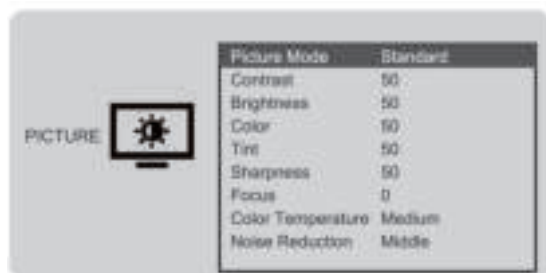 PICTURE
Picture Mode Standard
Contrast 50
Brightness 50
Color 50
Tint 50
Sharpness 50
Focus 0
Color Temperature Medium
Noise Reduction Middle